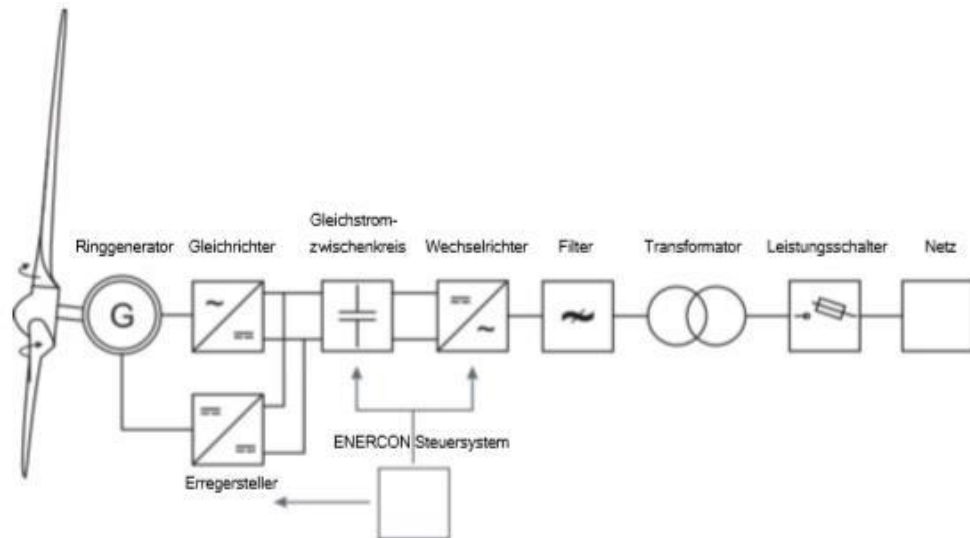 Gleichstrom-
Ringgenerator Gleichrichter zwischenkreis Wechselrichter Filter Transformator Leistungsschalter Netz
G
ENERCON Steuersystem
Erregersteller